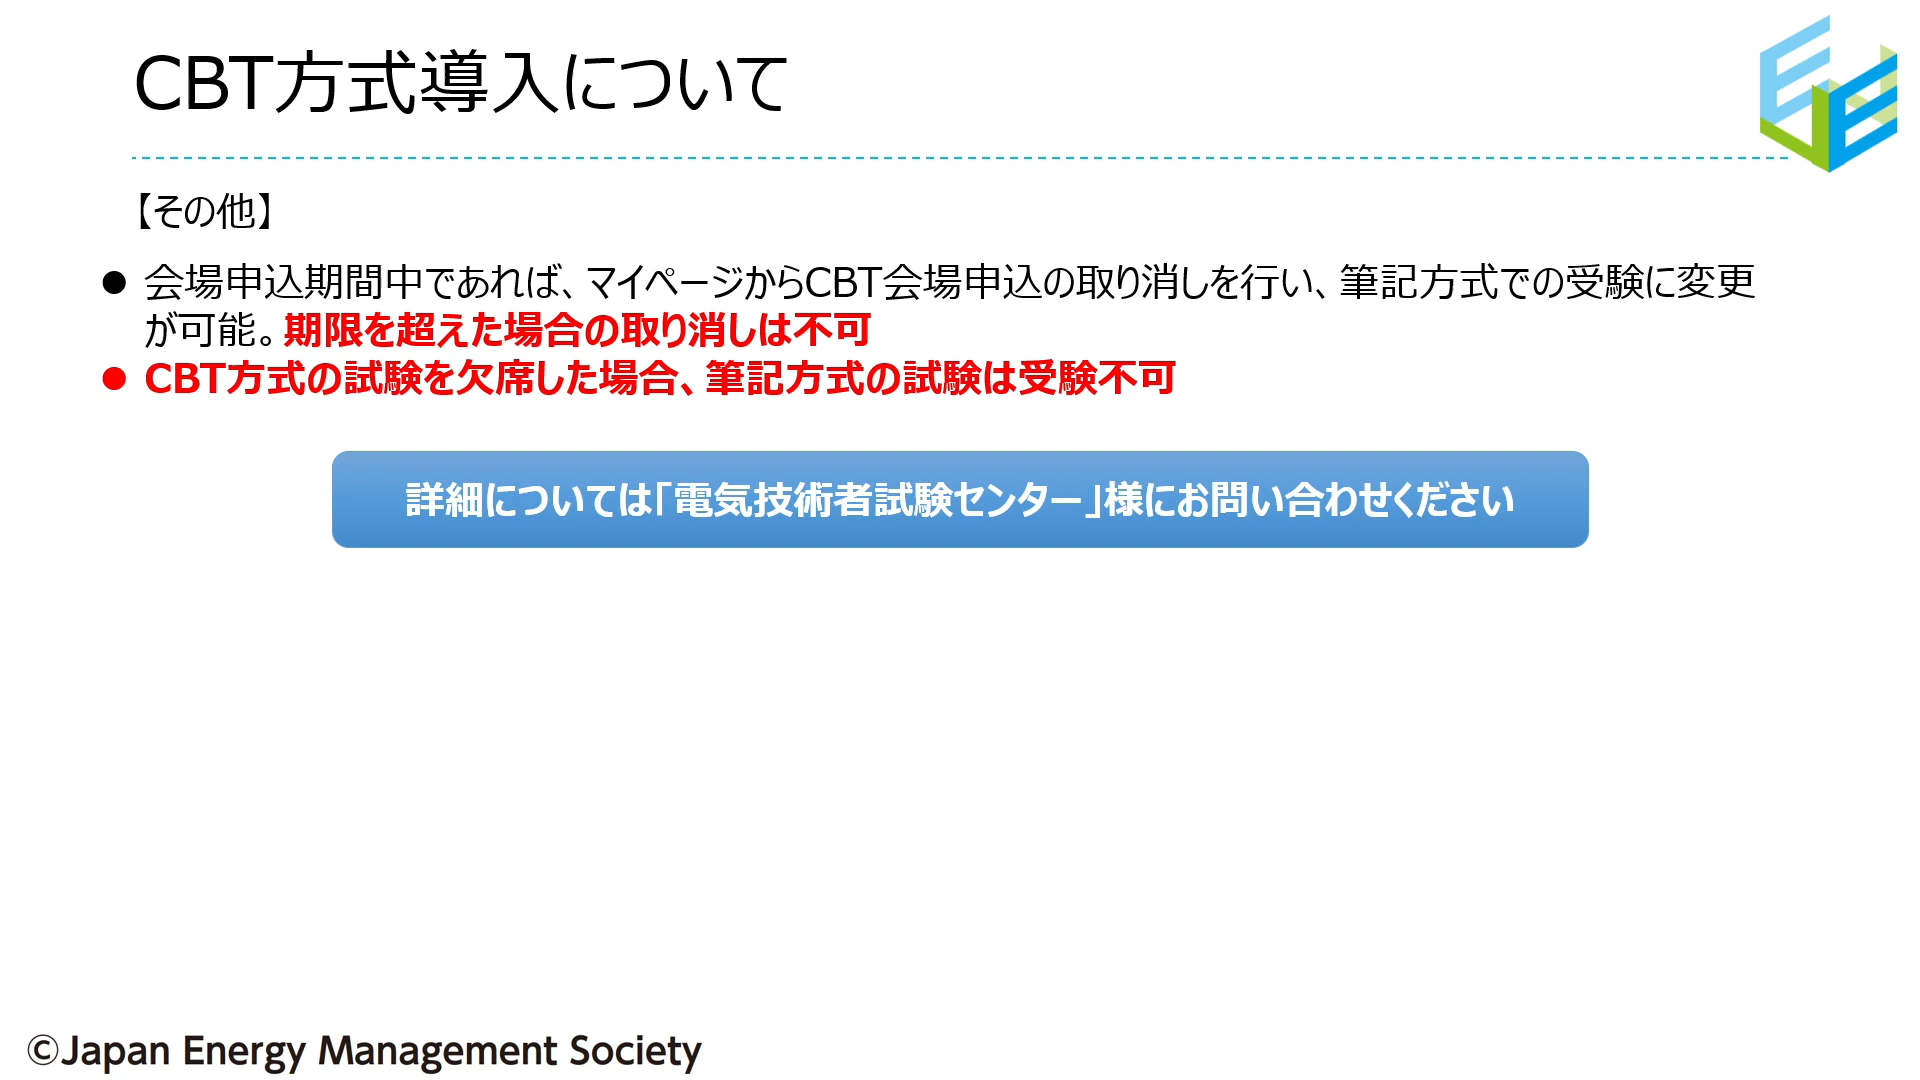 CBT方式導入について
【その他】
● 会場申込期間中であれば、マイページからCBT会場申込の取り消しを行い、筆記方式での受験に変更
が可能。期限を超えた場合の取り消しは不可
● CBT方式の試験を欠席した場合、筆記方式の試験は受験不可
詳細については「電気技術者試験センター」様にお問い合わせください
©Japan Energy Management Society